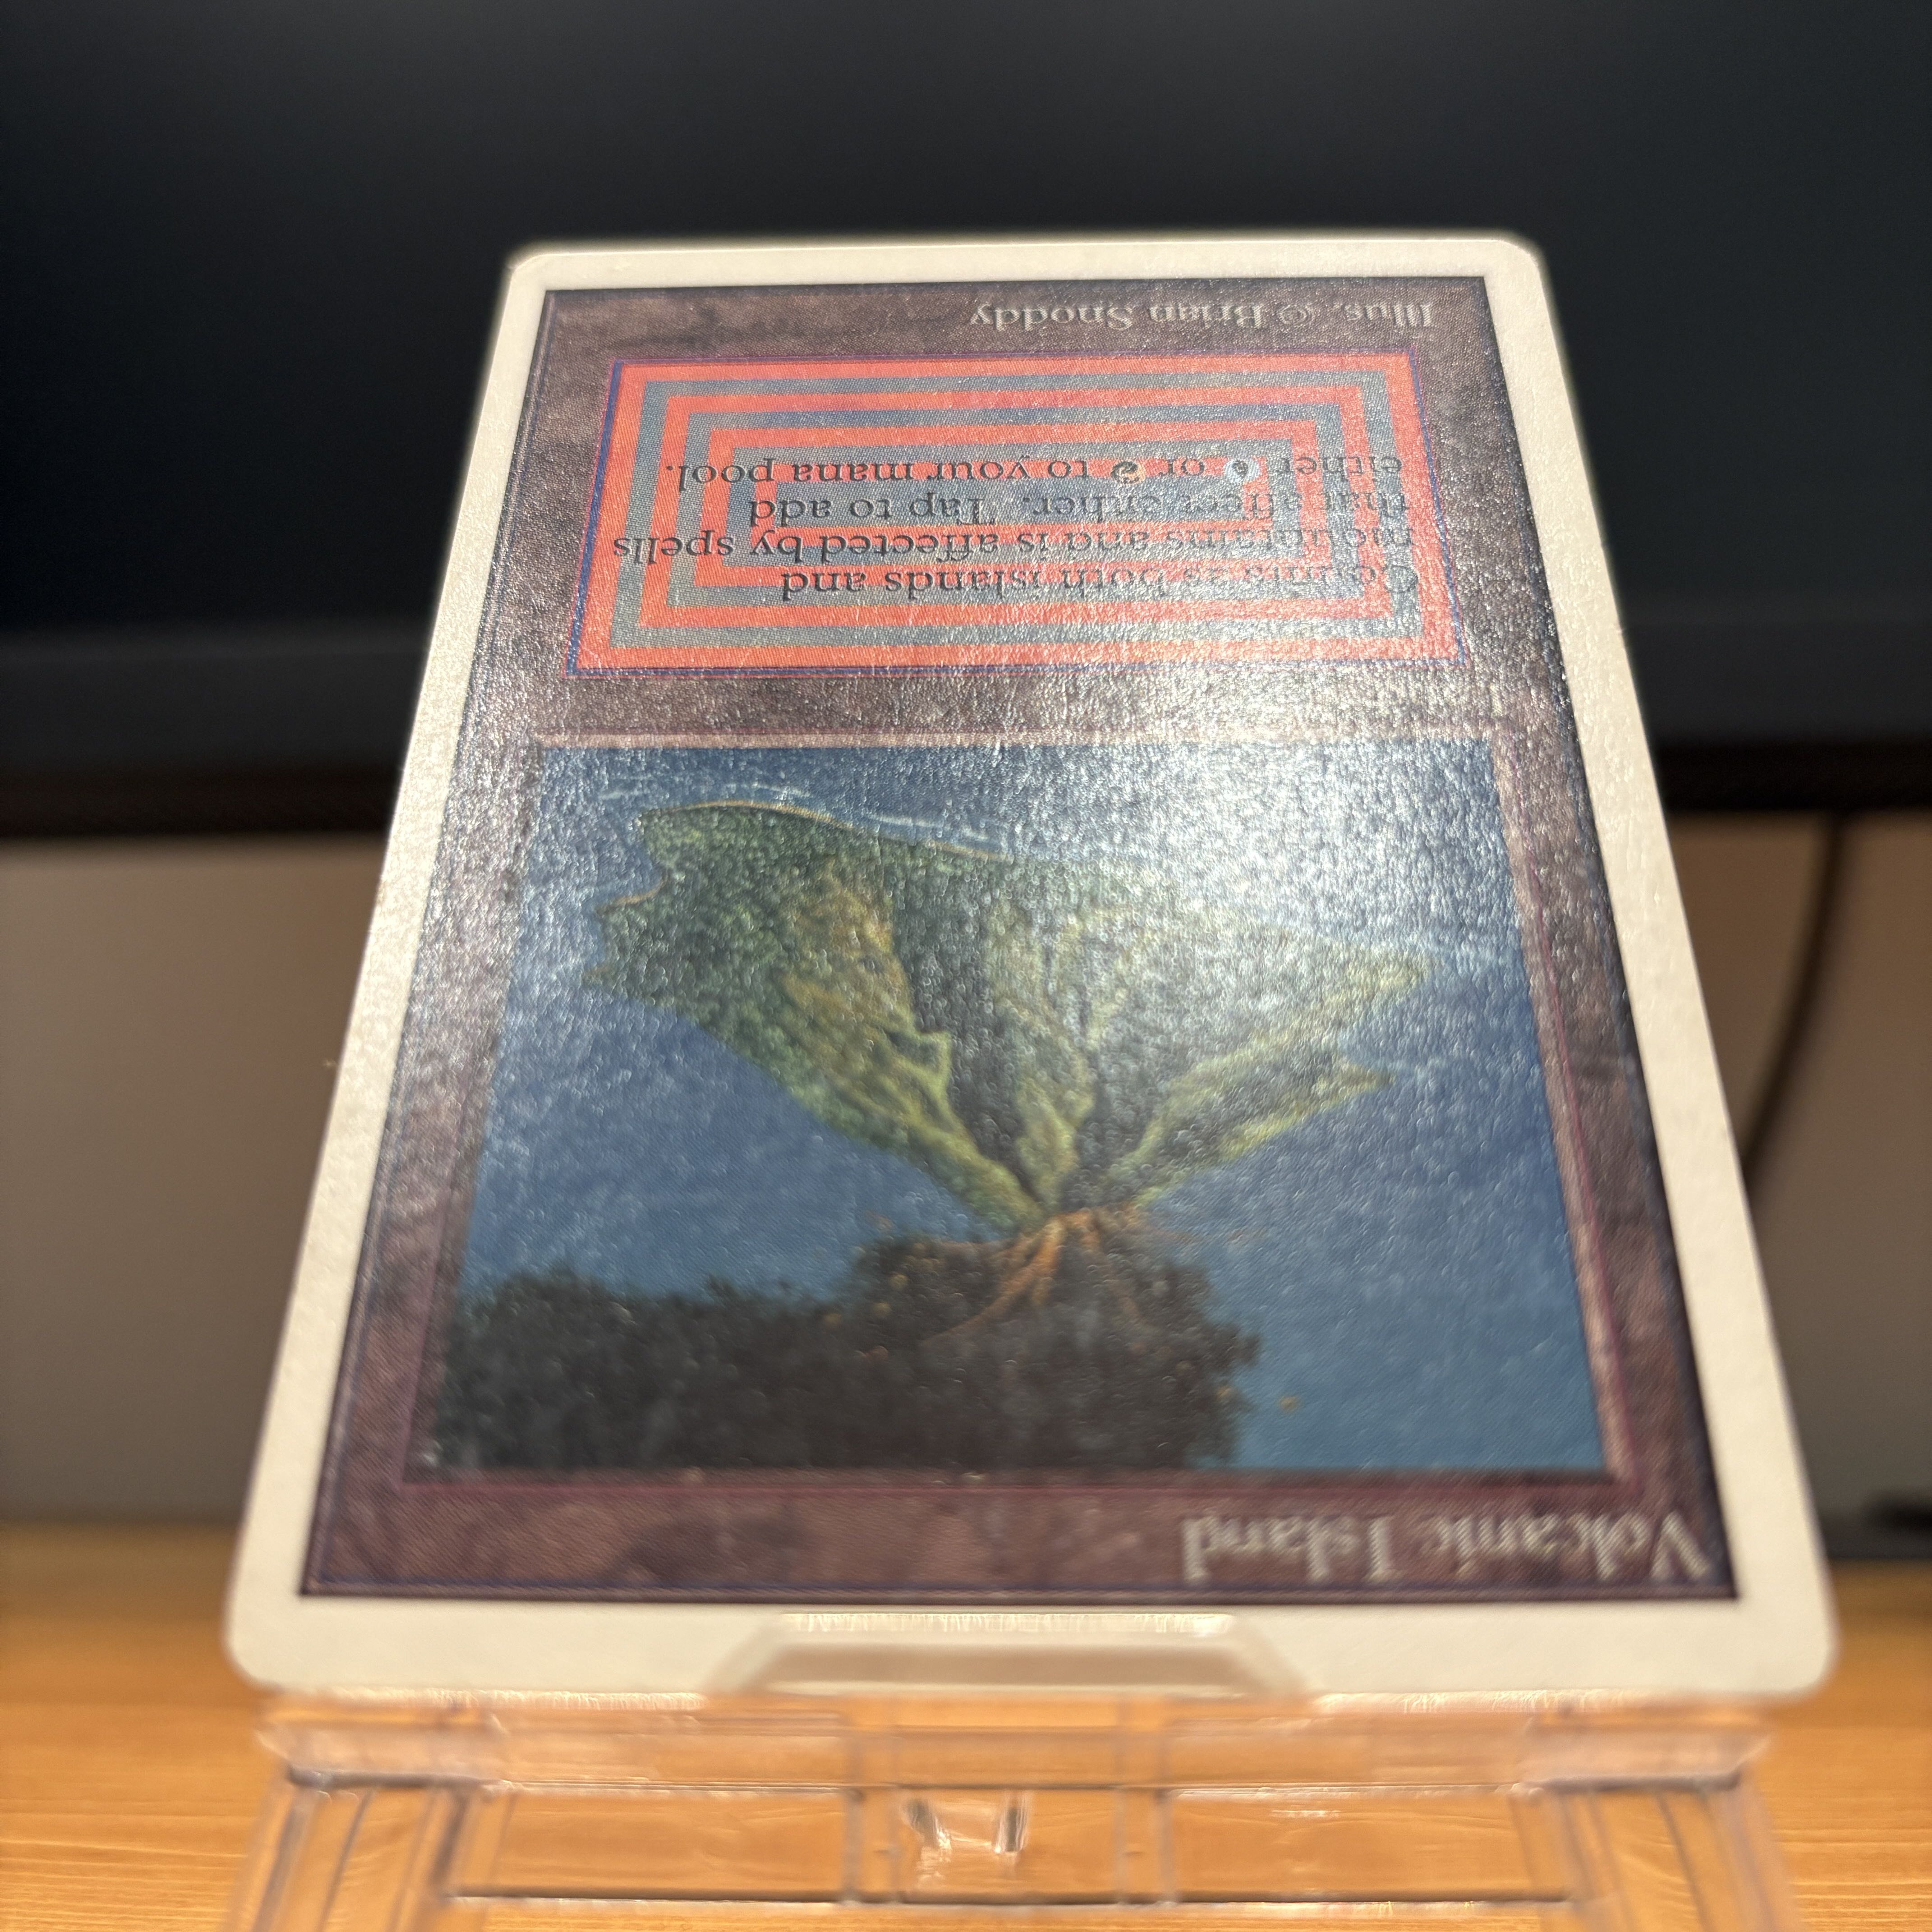 Volcanic Island
Land
Counts as both islands and
mountains and is affected by spells
that affect either. Tap to add
either or to your mana pool.
Illus. © Brian Snoddy